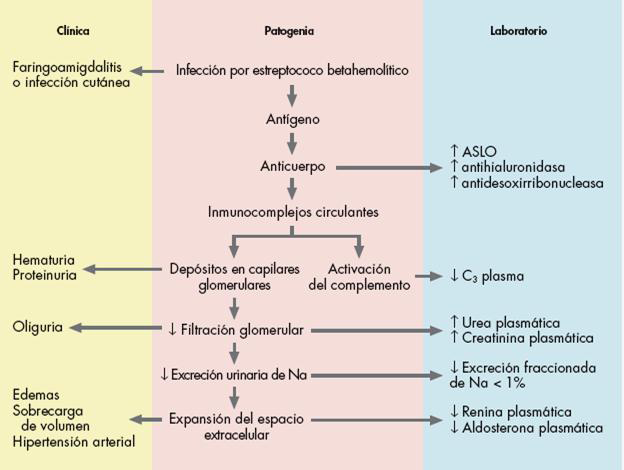 Clínica
Patogenia
Laboratorio
Faringoamigdalitis
o infección cutánea
Infección por estreptococo betahemolítico
Antígeno
Anticuerpo
↑ ASLO
↑ antihialuronidasa
↑ antidesoxirribonucleasa
Inmunocomplejos circulantes
Hematuria
Proteinuria
Depósitos en capilares
glomerulares
Activación
del complemento
↓ C3 plasma
Oliguria
↓ Filtración glomerular
↑ Urea plasmática
↑ Creatinina plasmática
↓ Excreción urinaria de Na
↓ Excreción fraccionada
de Na < 1%
Edemas
Sobrecarga
de volumen
Hipertensión arterial
Expansión del espacio
extracelular
↓ Renina plasmática
↓ Aldosterona plasmática